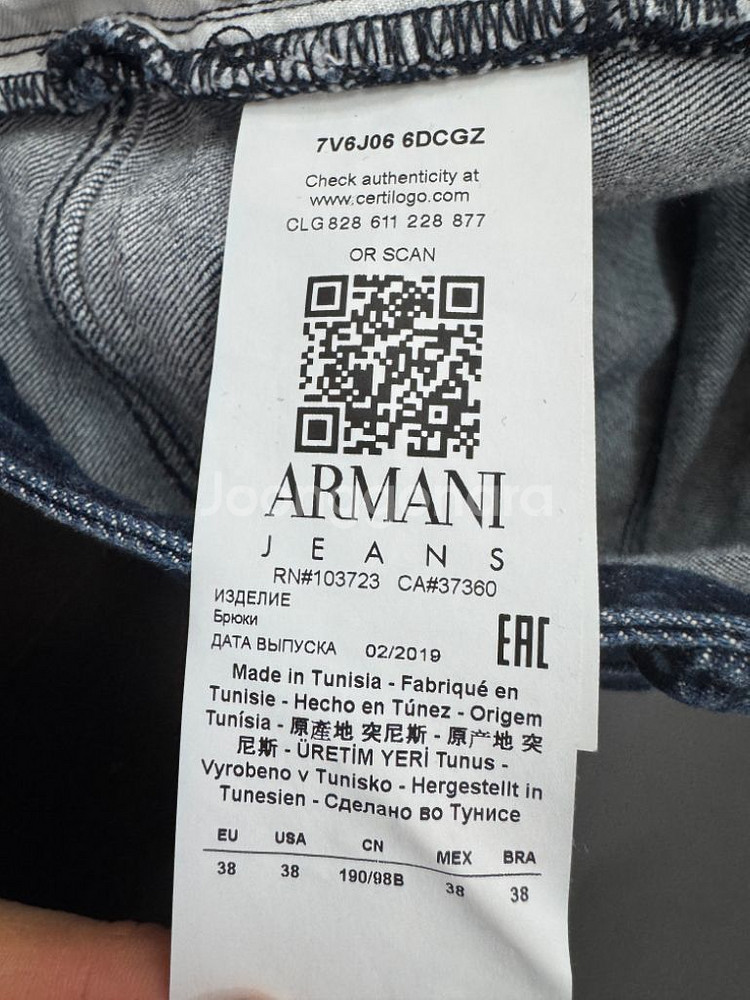 7V6J06 6DCGZ
Check authenticity at
www.certilogo.com
CLG 828 611 228 877
OR SCAN
Joonggonara
ARMANI
JEANS
RN#103723 CA#37360
ИЗДЕЛИЕ
Брюки
ДАТА ВЫПУСКА 02/2019
EAC
Made in Tunisia - Fabriqué en
Tunisie - Hecho en Túnez - Origem
Tunísia - 原產地 突尼斯 - 原产地 突
尼斯 - ÜRETİM YERİ Tunus -
Vyrobeno v Tunisko - Hergestellt in
Tunesien - Сделано во Тунисе
EU USA CN MEX BRA
38 38 190/98B 38 38